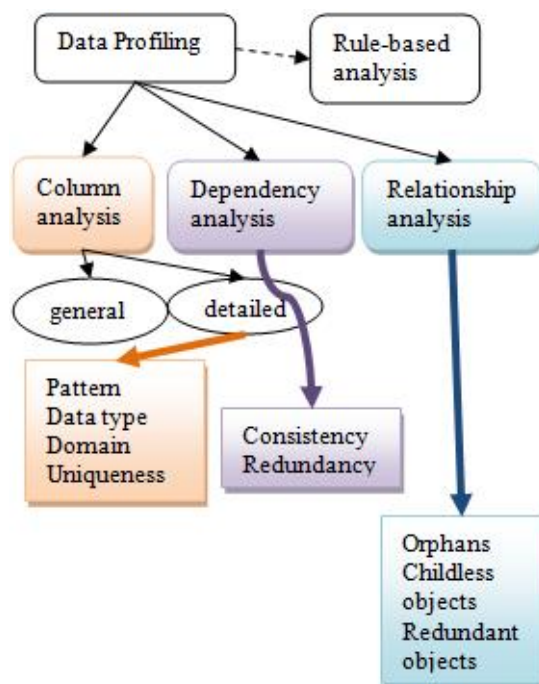 Data Profiling
Rule-based
analysis
Column
analysis
Dependency
analysis
Relationship
analysis
general
detailed
Pattern
Data type
Domain
Uniqueness
Consistency
Redundancy
Orphans
Childless
objects
Redundant
objects